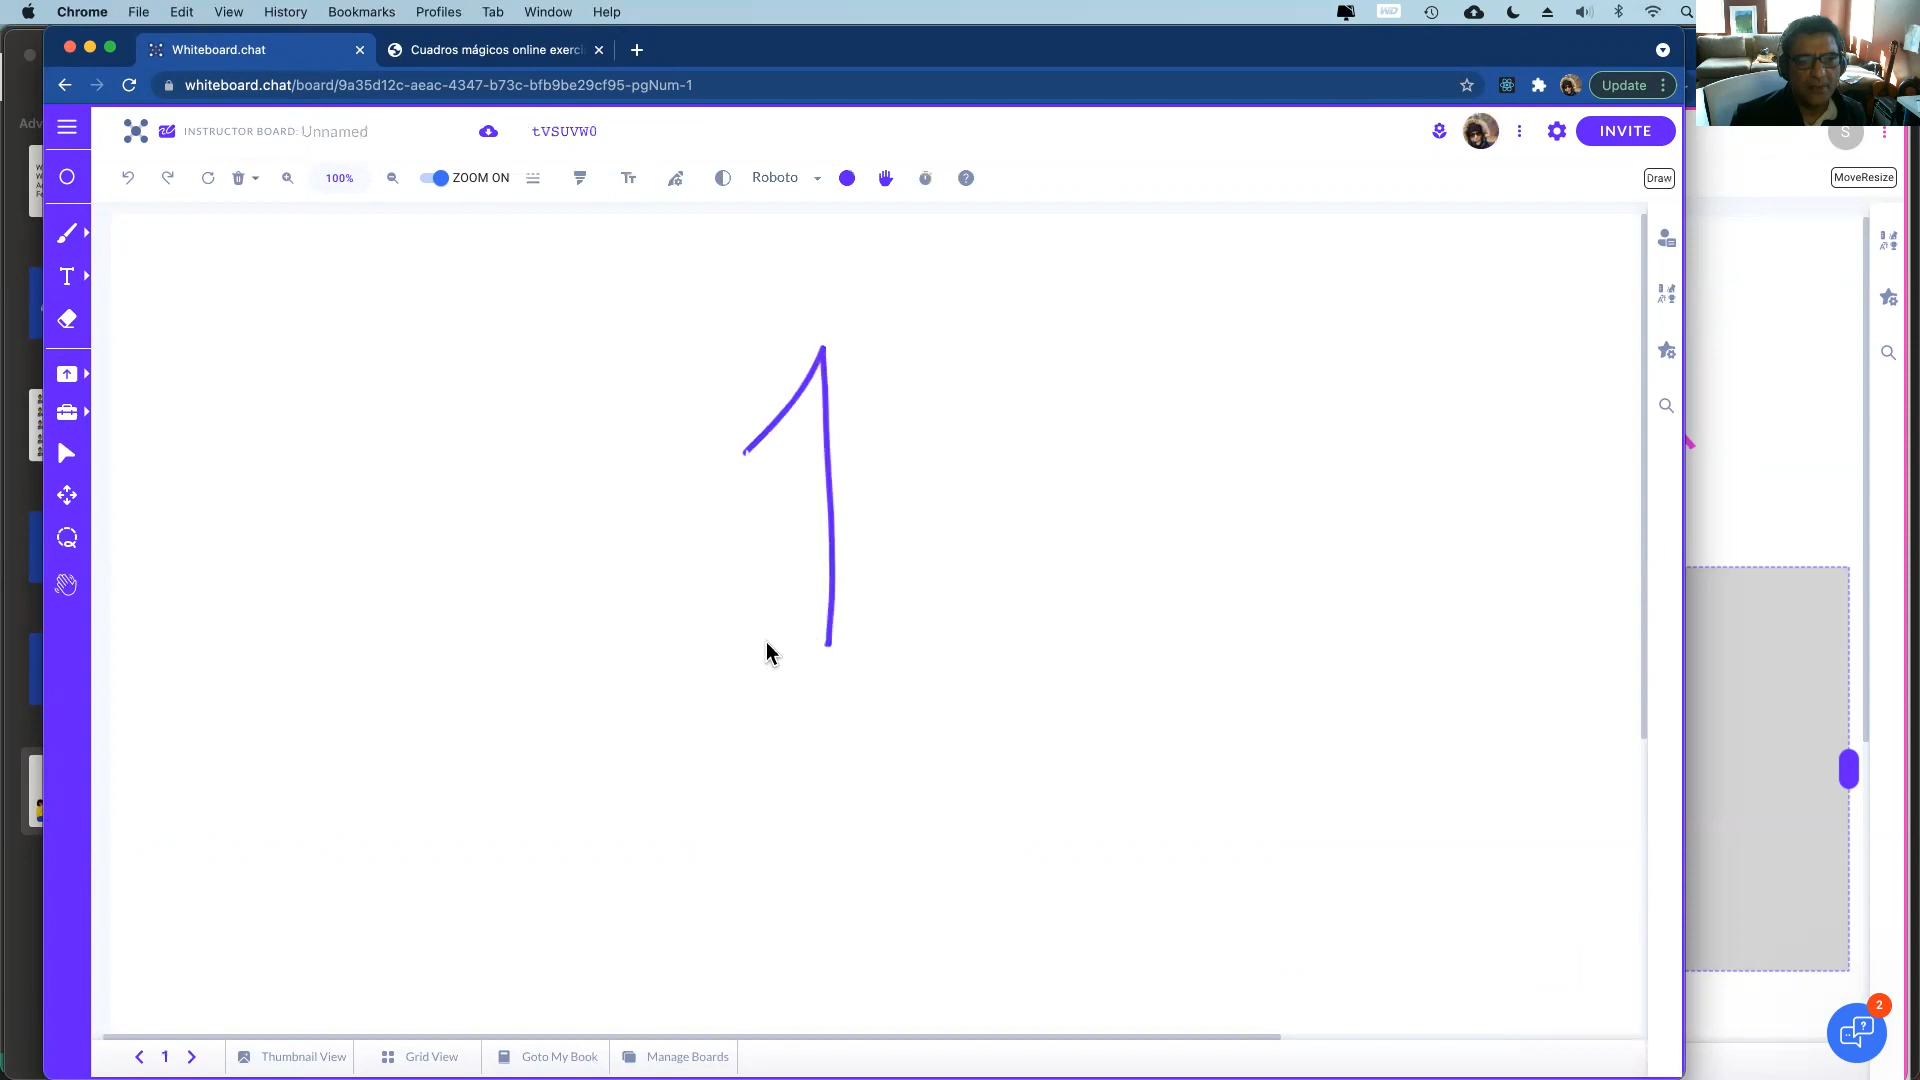 Chrome File Edit View History Bookmarks Profiles Tab Window Help
WD
Whiteboard.chat
Cuadros mágicos online exerci
whiteboard.chat/board/9a35d12c-aeac-4347-b73c-bfb9be29cf95-pgNum-1
Update
INSTRUCTOR BOARD: Unnamed
tVSUVW0
INVITE
S
100%
ZOOM ON
Roboto
Draw
MoveResize
1
2
1
Thumbnail View
Grid View
Goto My Book
Manage Boards